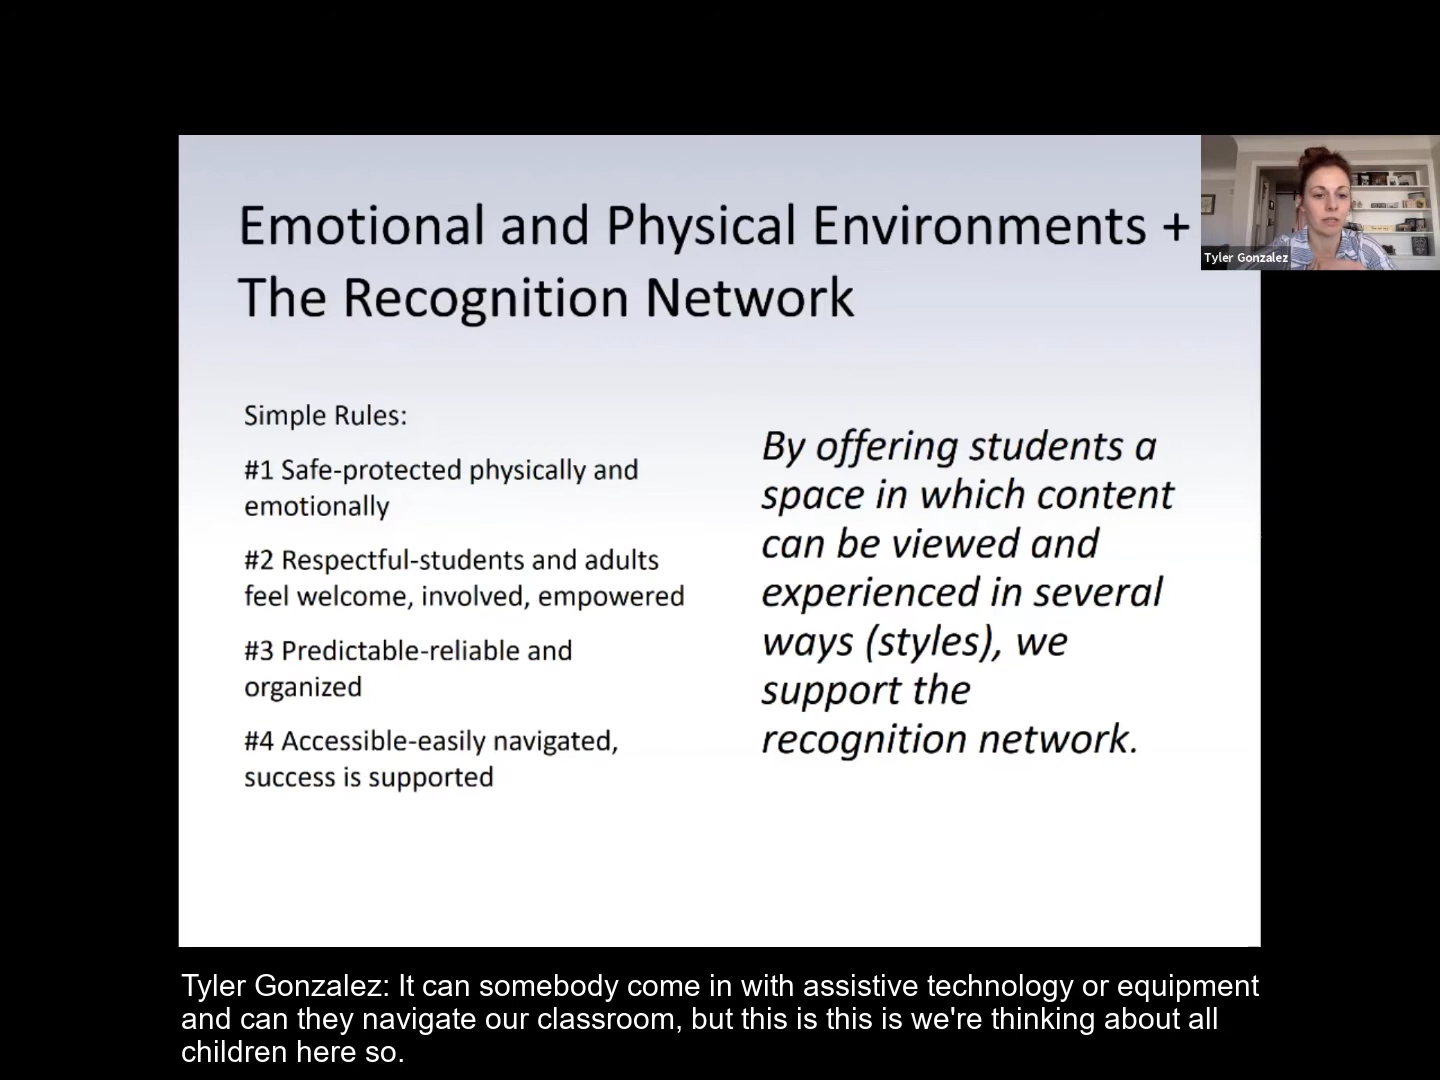 Emotional and Physical Environments +
The Recognition Network
Simple Rules:
#1 Safe-protected physically and
emotionally
#2 Respectful-students and adults
feel welcome, involved, empowered
#3 Predictable-reliable and
organized
#4 Accessible-easily navigated,
success is supported
By offering students a
space in which content
can be viewed and
experienced in several
ways (styles), we
support the
recognition network.
Tyler Gonzalez
Tyler Gonzalez: It can somebody come in with assistive technology or equipment
and can they navigate our classroom, but this is this is we're thinking about all
children here so.